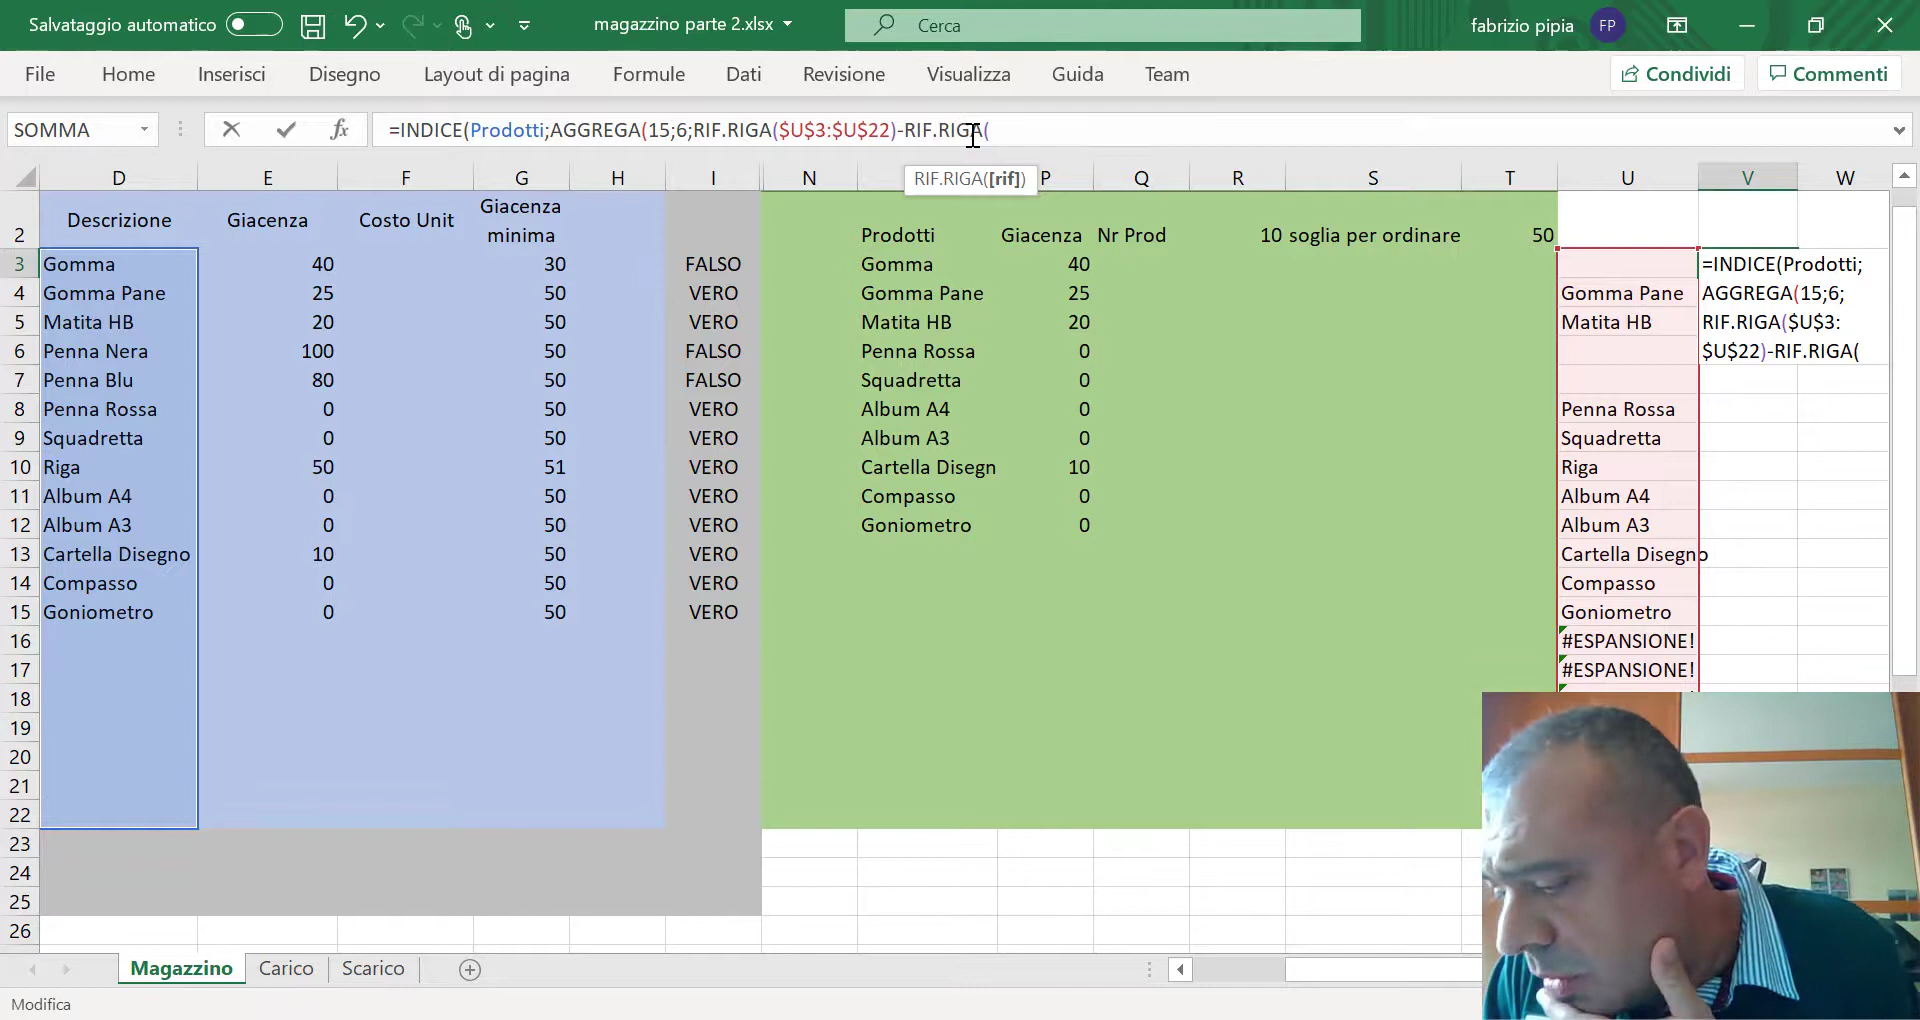 Salvataggio automatico
magazzino parte 2.xlsx
Cerca
fabrizio pipia FP
File Home Inserisci Disegno Layout di pagina Formule Dati Revisione Visualizza Guida Team Condividi Commenti
SOMMA fx =INDICE(Prodotti;AGGREGA(15;6;RIF.RIGA($U$3:$U$22)-RIF.RIGA(
RIF.RIGA([rif])
D E F G H I N P Q R S T U V W
2 Descrizione Giacenza Costo Unit Giacenza minima Prodotti Giacenza Nr Prod 10 soglia per ordinare 50
3 Gomma 40 30 FALSO Gomma 40 =INDICE(Prodotti;
4 Gomma Pane 25 50 VERO Gomma Pane 25 Gomma Pane AGGREGA(15;6;
5 Matita HB 20 50 VERO Matita HB 20 Matita HB RIF.RIGA($U$3:
6 Penna Nera 100 50 FALSO Penna Rossa 0 $U$22)-RIF.RIGA(
7 Penna Blu 80 50 FALSO Squadretta 0
8 Penna Rossa 0 50 VERO Album A4 0 Penna Rossa
9 Squadretta 0 50 VERO Album A3 0 Squadretta
10 Riga 50 51 VERO Cartella Disegn 10 Riga
11 Album A4 0 50 VERO Compasso 0 Album A4
12 Album A3 0 50 VERO Goniometro 0 Album A3
13 Cartella Disegno 10 50 VERO Cartella Disegno
14 Compasso 0 50 VERO Compasso
15 Goniometro 0 50 VERO Goniometro
16 #ESPANSIONE!
17 #ESPANSIONE!
18
19
20
21
22
23
24
25
26
Magazzino Carico Scarico
Modifica